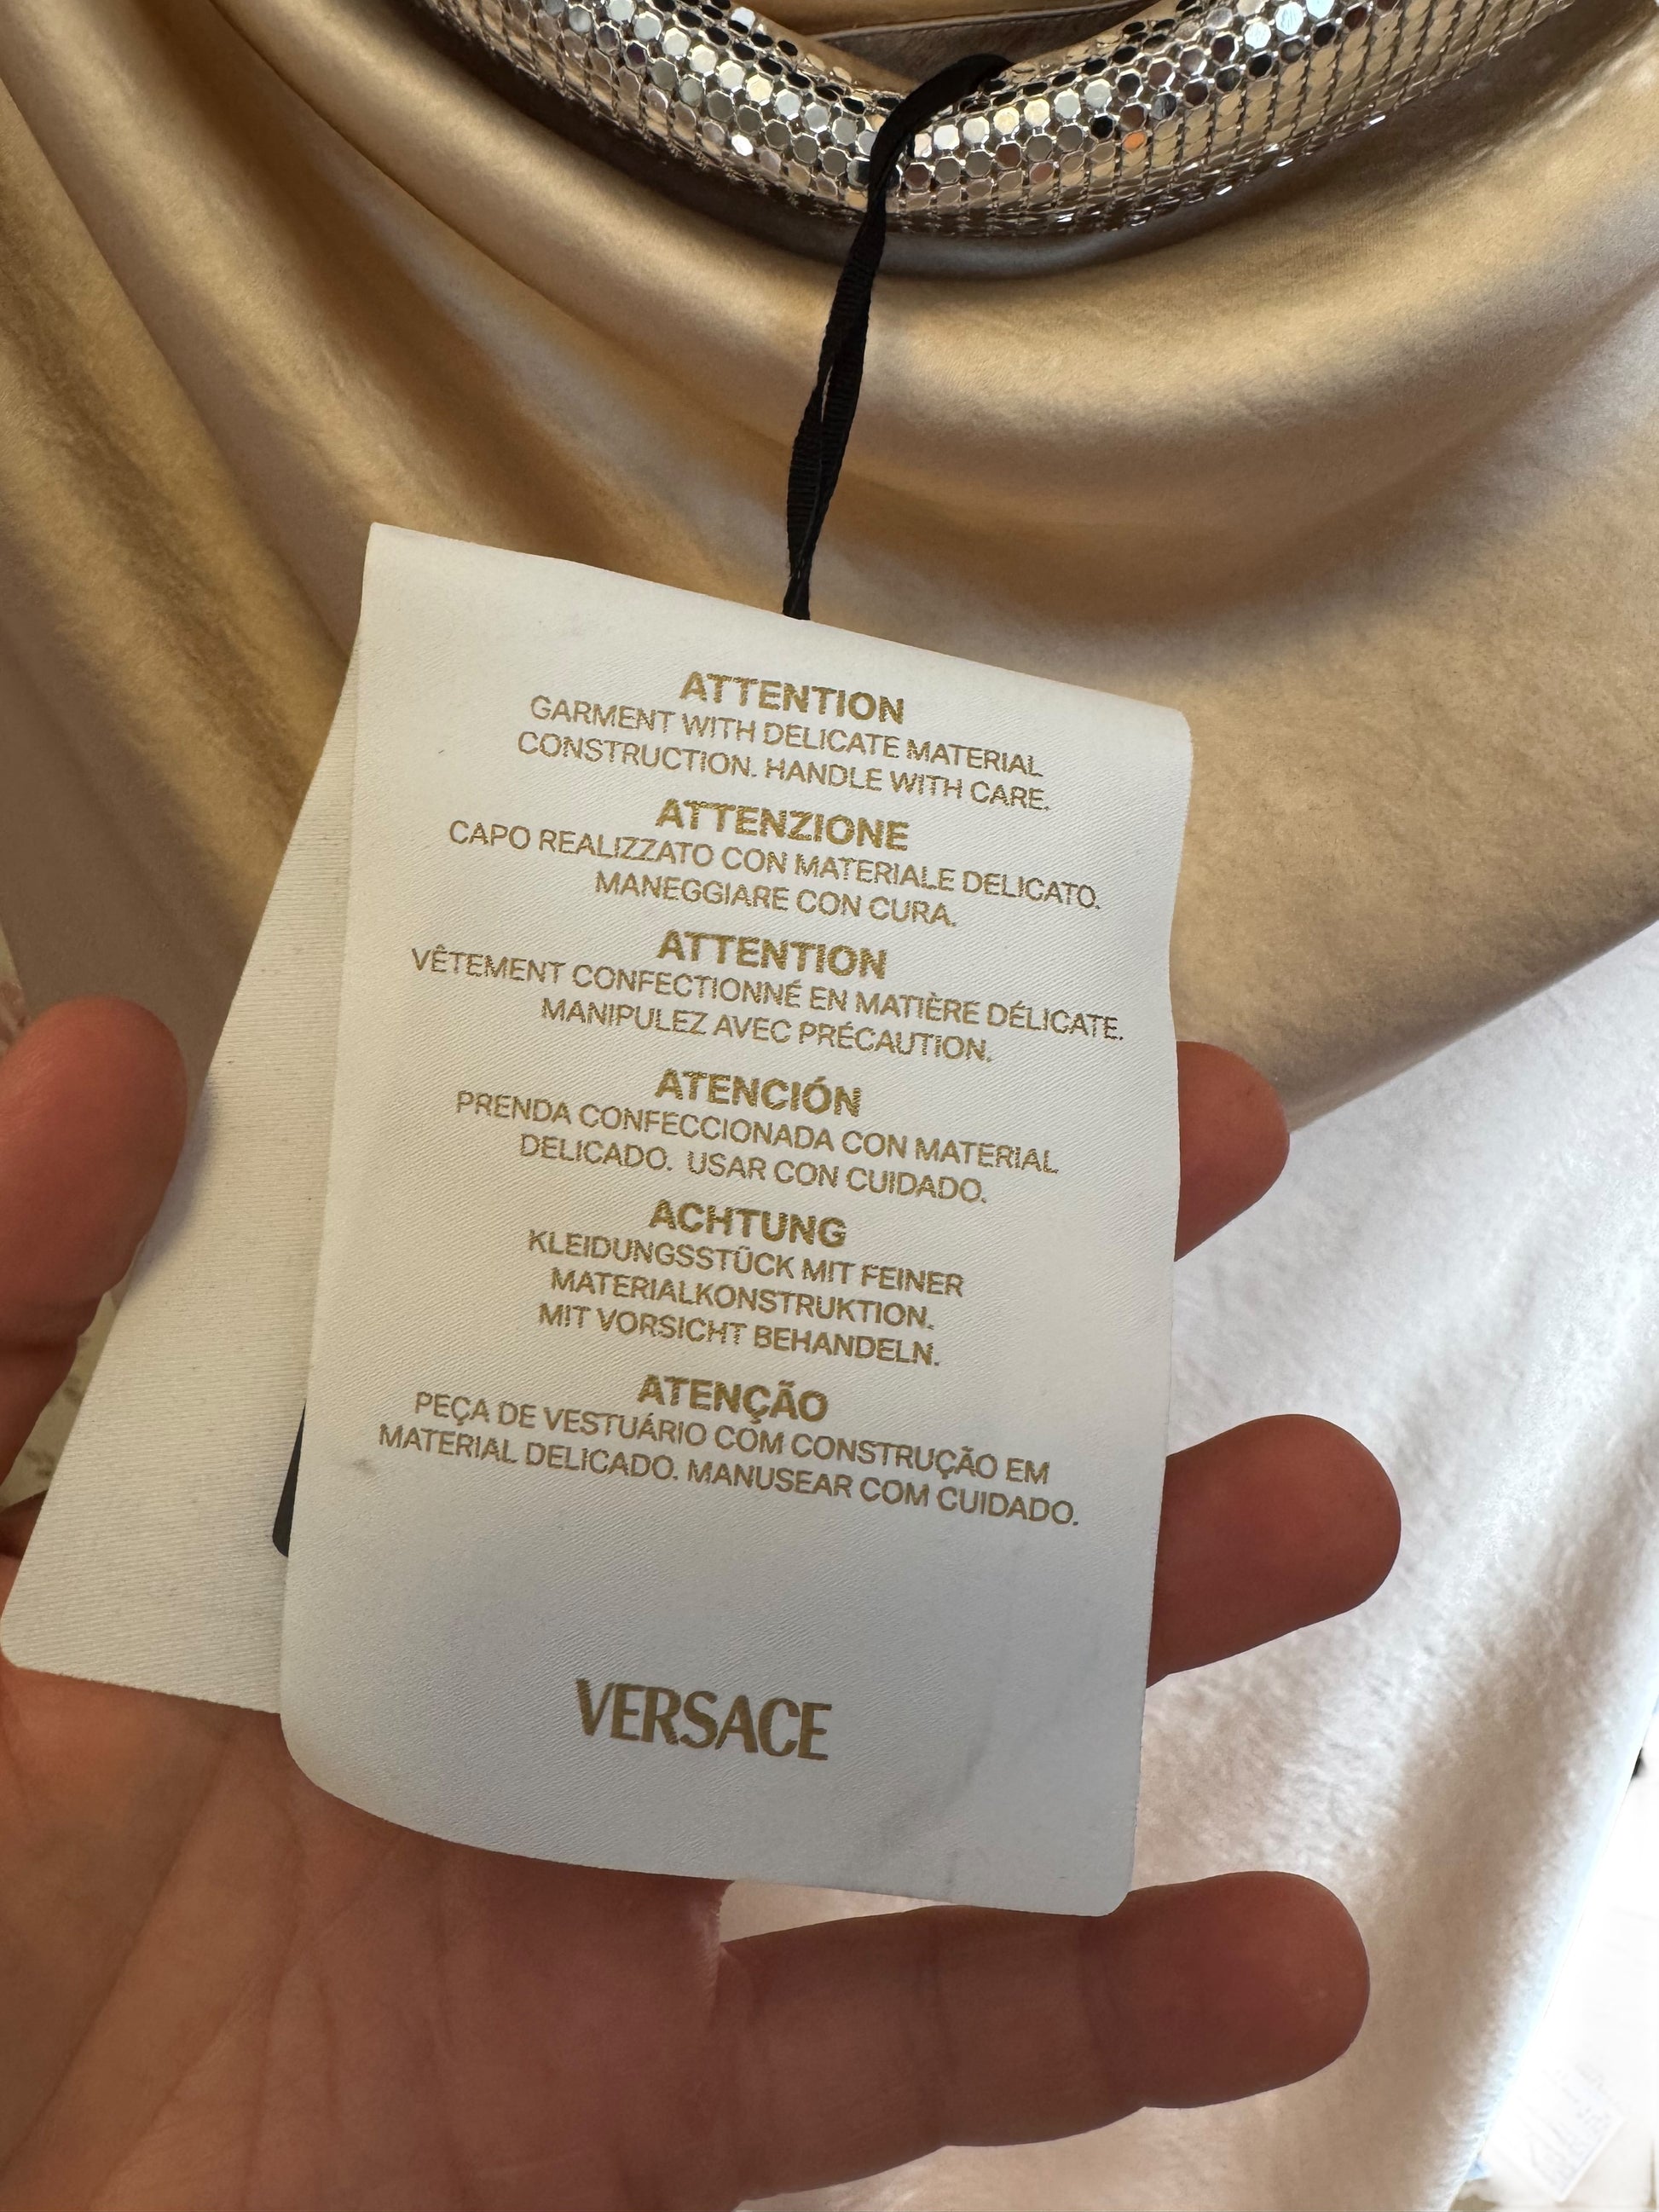 ATTENTION
GARMENT WITH DELICATE MATERIAL
CONSTRUCTION. HANDLE WITH CARE.
ATTENZIONE
CAPO REALIZZATO CON MATERIALE DELICATO.
MANEGGIARE CON CURA.
ATTENTION
VÊTEMENT CONFECTIONNÉ EN MATIÈRE DÉLICATE.
MANIPULEZ AVEC PRÉCAUTION.
ATENCIÓN
PRENDA CONFECCIONADA CON MATERIAL
DELICADO. USAR CON CUIDADO.
ACHTUNG
KLEIDUNGSSTÜCK MIT FEINER
MATERIALKONSTRUKTION.
MIT VORSICHT BEHANDELN.
ATENÇÃO
PEÇA DE VESTUÁRIO COM CONSTRUÇÃO EM
MATERIAL DELICADO. MANUSEAR COM CUIDADO.
VERSACE